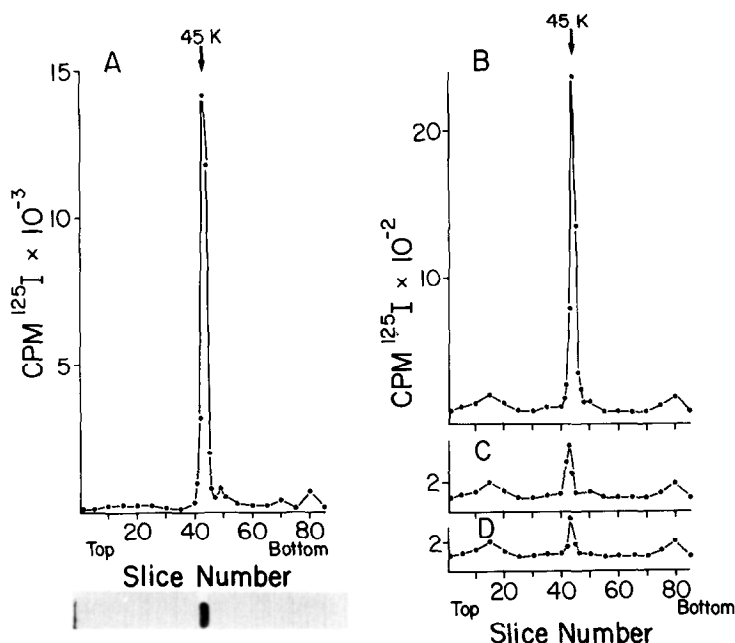 A
45 K
15
10
5
CPM ¹²⁵I × 10⁻³
20 40 60 80
Top Bottom
Slice Number
B
45 K
20
10
CPM ¹²⁵I × 10⁻²
C
2
D
2
20 40 60 80
Top Bottom
Slice Number